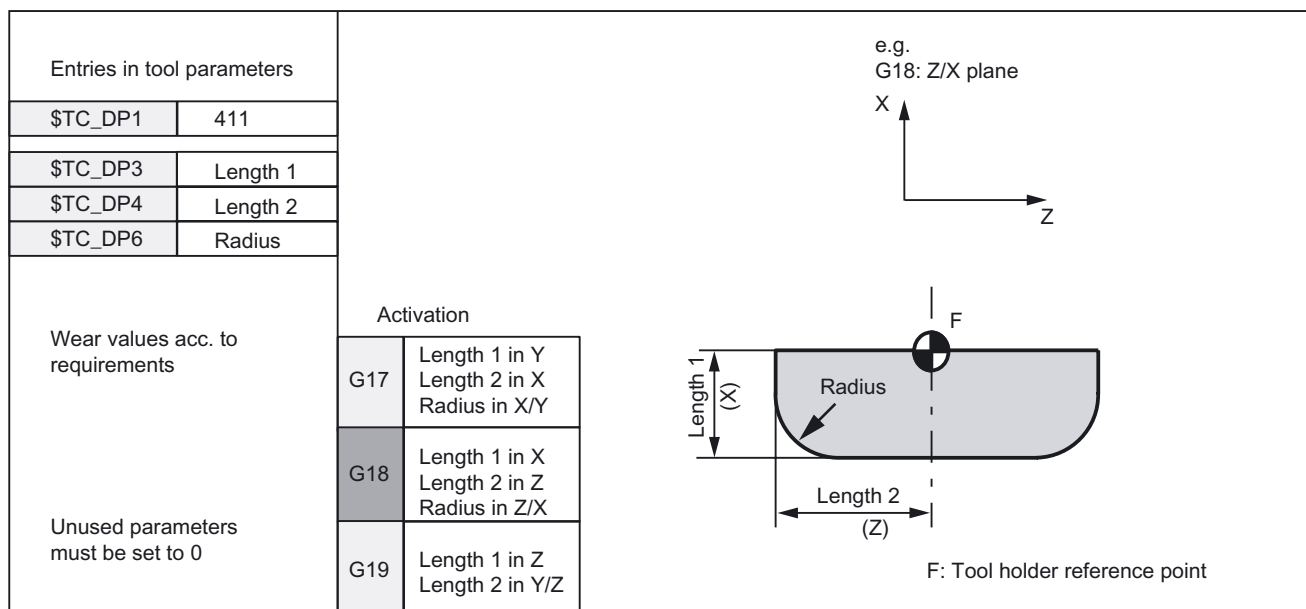 Entries in tool parameters
$TC_DP1 411
$TC_DP3 Length 1
$TC_DP4 Length 2
$TC_DP6 Radius
Wear values acc. to
requirements
Unused parameters
must be set to 0
Activation
G17
Length 1 in Y
Length 2 in X
Radius in X/Y
G18
Length 1 in X
Length 2 in Z
Radius in Z/X
G19
Length 1 in Z
Length 2 in Y/Z
e.g.
G18: Z/X plane
X
Z
F
Radius
Length 1
(X)
Length 2
(Z)
F: Tool holder reference point